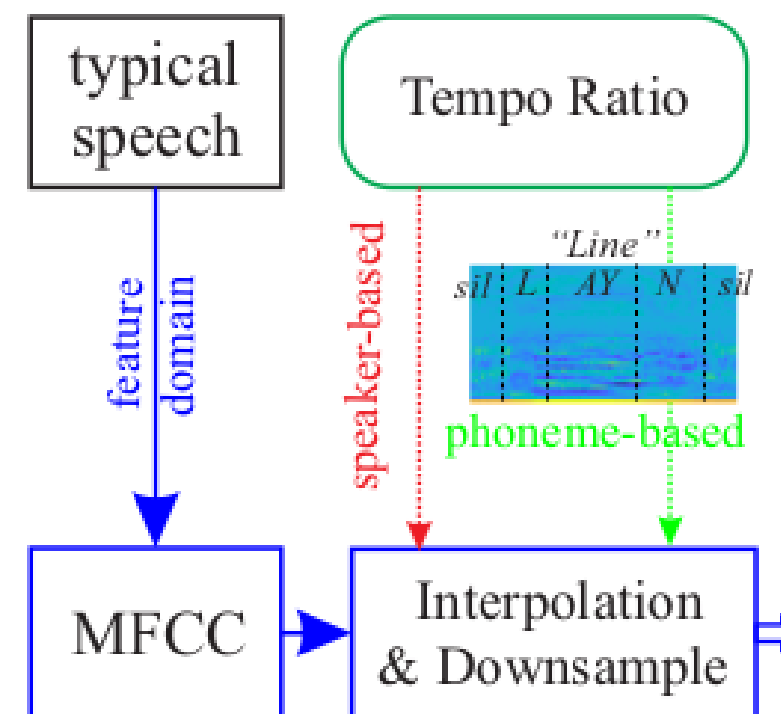 typical
speech
Tempo Ratio
feature
domain
speaker-based
“Line”
sil L AY N sil
phoneme-based
MFCC
Interpolation
& Downsample